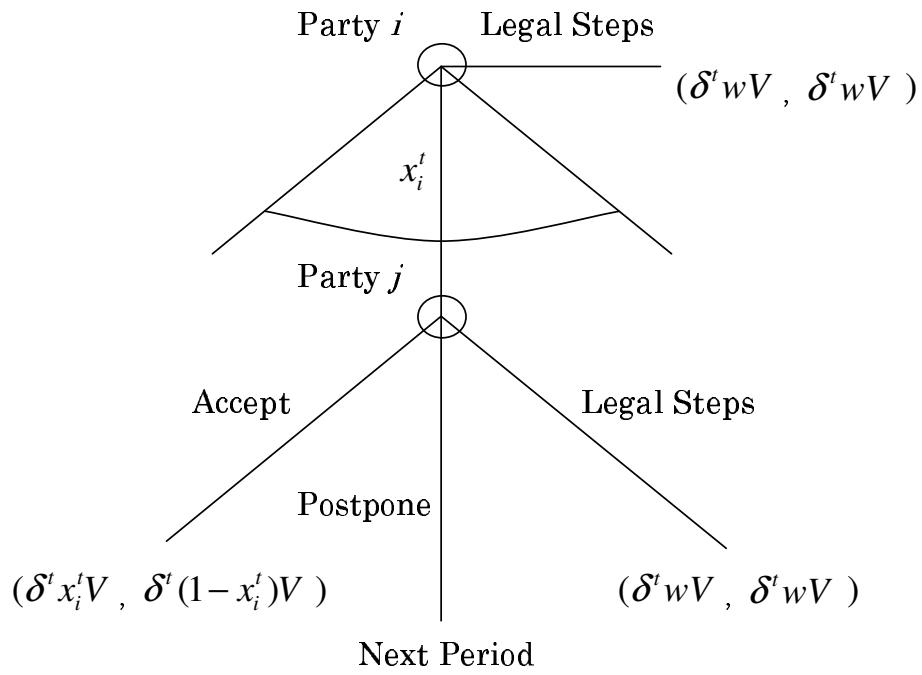 Party i Legal Steps
(δ^t wV , δ^t wV )
x_i^t
Party j
Accept
Legal Steps
Postpone
(δ^t x_i^t V , δ^t (1− x_i^t)V )
(δ^t wV , δ^t wV )
Next Period